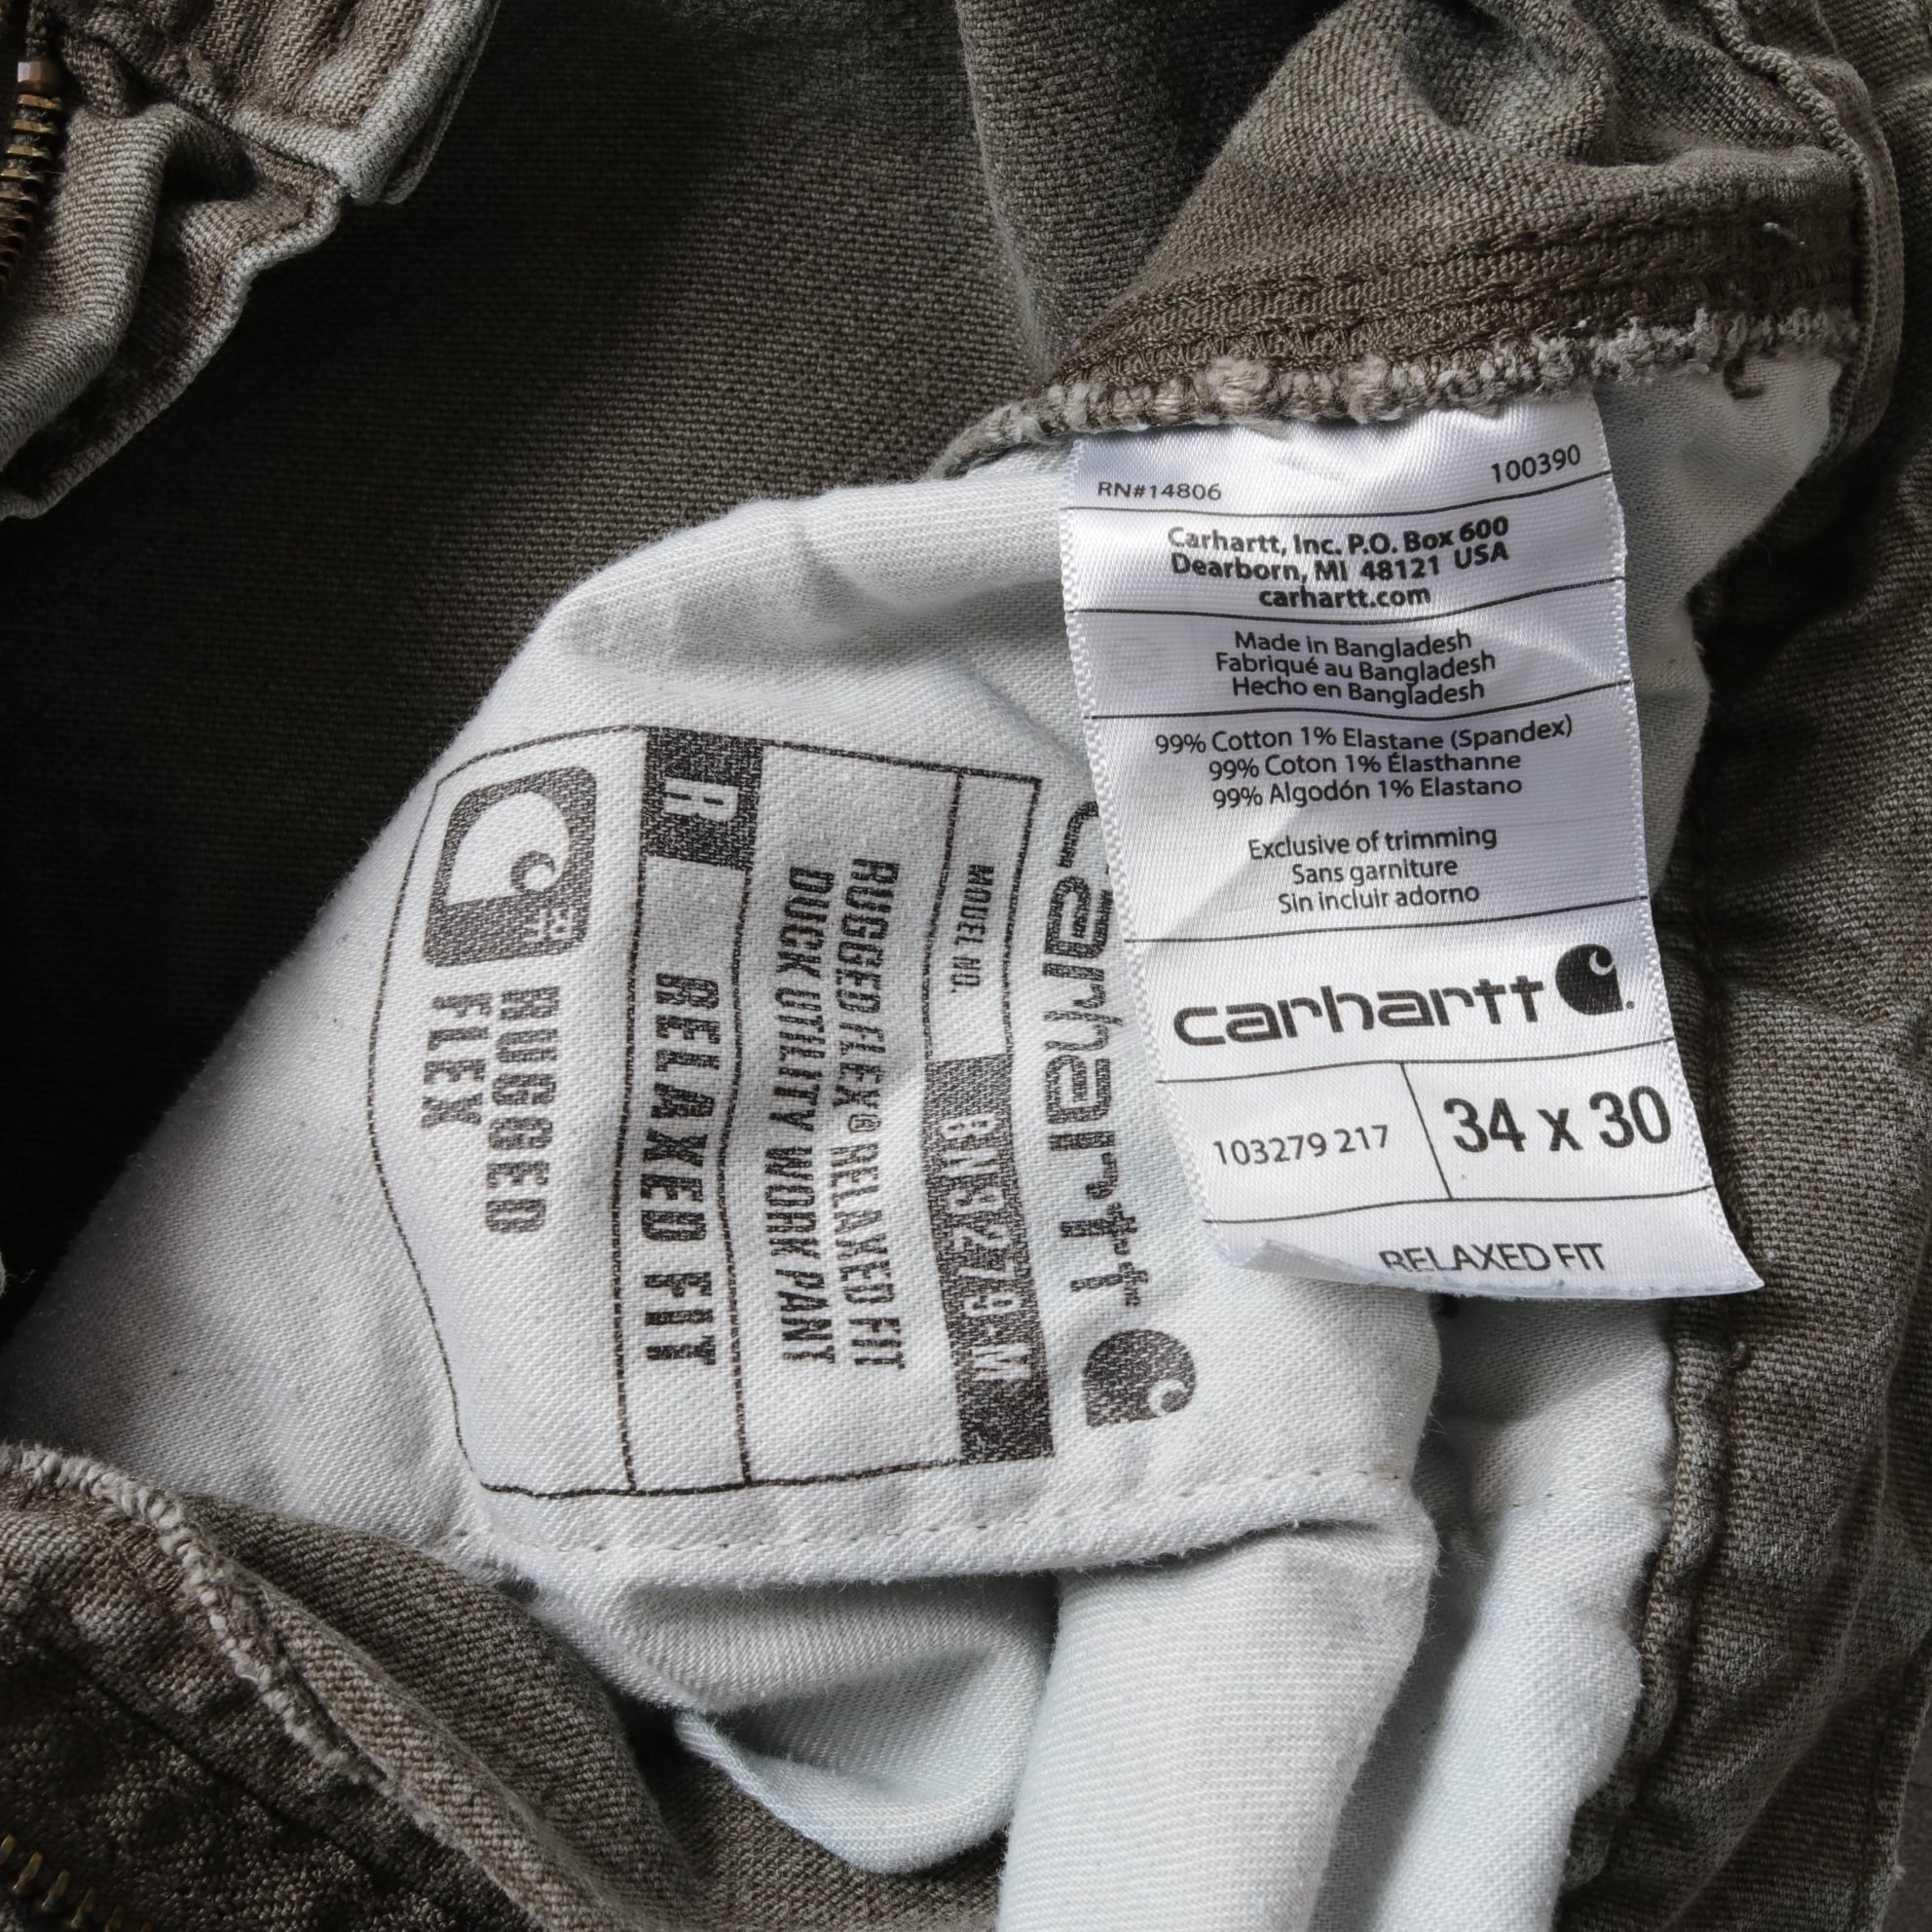 RN#14806 100390
Carhartt, Inc. P.O. Box 600
Dearborn, MI 48121 USA
carhartt.com
Made in Bangladesh
Fabriqué au Bangladesh
Hecho en Bangladesh
99% Cotton 1% Elastane (Spandex)
99% Coton 1% Élasthanne
99% Algodón 1% Elastano
Exclusive of trimming
Sans garniture
Sin incluir adorno
carhartt
103279 217 34 x 30
RELAXED FIT
carhartt
MODEL NO. BN3279-M
RUGGED FLEX® RELAXED FIT
DUCK UTILITY WORK PANT
R RELAXED FIT
RF
RUGGED
FLEX